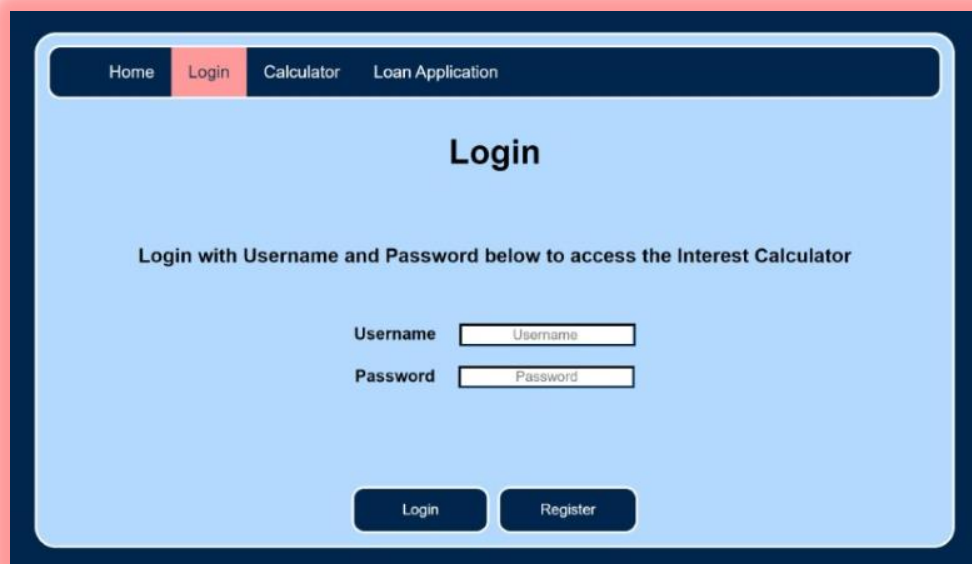 Home Login Calculator Loan Application
Login
Login with Username and Password below to access the Interest Calculator
Username Username
Password Password
Login Register